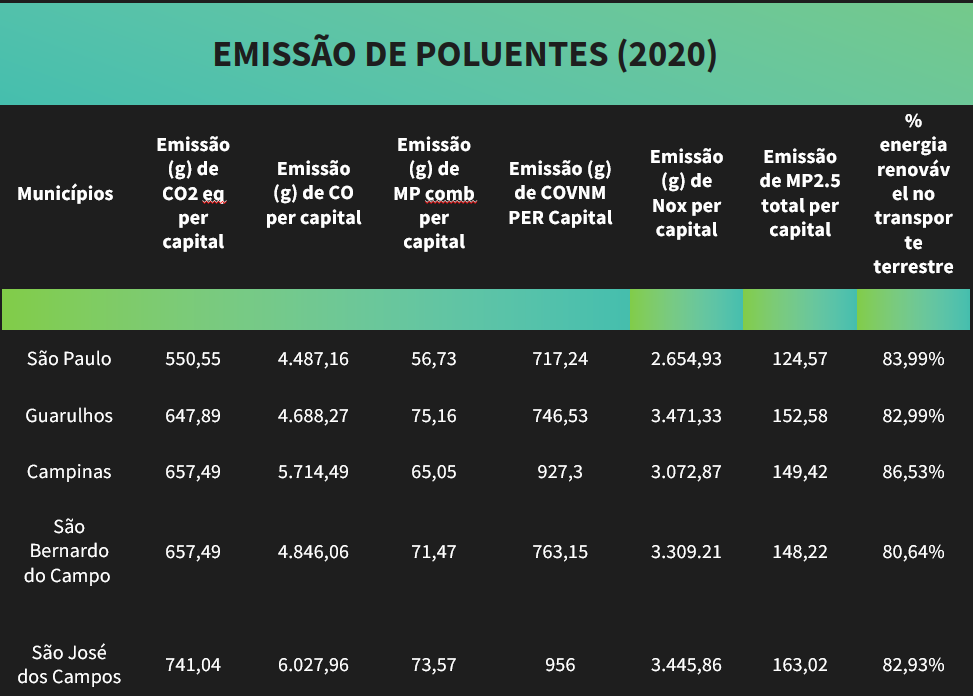 EMISSÃO DE POLUENTES (2020)
Municípios
Emissão
(g) de
CO2 eq
per
capital
Emissão
(g) de CO
per capital
Emissão
(g) de
MP comb
per
capital
Emissão (g)
de COVNM
PER Capital
Emissão
(g) de
Nox per
capital
Emissão
de MP2.5
total per
capital
%
energia
renováv
el no
transpor
te
terrestre
São Paulo 550,55 4.487,16 56,73 717,24 2.654,93 124,57 83,99%
Guarulhos 647,89 4.688,27 75,16 746,53 3.471,33 152,58 82,99%
Campinas 657,49 5.714,49 65,05 927,3 3.072,87 149,42 86,53%
São
Bernardo
do Campo
657,49 4.846,06 71,47 763,15 3.309.21 148,22 80,64%
São José
dos Campos
741,04 6.027,96 73,57 956 3.445,86 163,02 82,93%